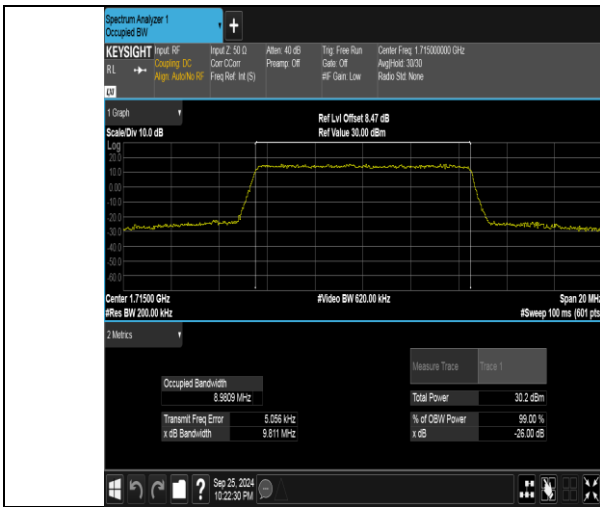 Spectrum Analyzer 1
Occupied BW
+
KEYSIGHT Input: RF Input Z: 50 Ω Atten: 40 dB Trig: Free Run Center Freq: 1.715000000 GHz
RL Coupling: DC Corr CCorr Preamp: Off Gate: Off Avg|Hold: 30/30
Align: Auto/No RF Freq Ref: Int (S) #IF Gain: Low Radio Std: None
LXI
1 Graph
Ref Lvl Offset 8.47 dB
Scale/Div 10.0 dB Ref Value 30.00 dBm
Log
20.0
10.0
0.00
-10.0
-20.0
-30.0
-40.0
-50.0
-60.0
Center 1.71500 GHz #Video BW 620.00 kHz Span 20 MHz
#Res BW 200.00 kHz #Sweep 100 ms (601 pts
2 Metrics
Measure Trace Trace 1
Occupied Bandwidth
8.9809 MHz Total Power 30.2 dBm
Transmit Freq Error 5.056 kHz % of OBW Power 99.00 %
x dB Bandwidth 9.811 MHz x dB -26.00 dB
? Sep 25, 2024
10:22:30 PM